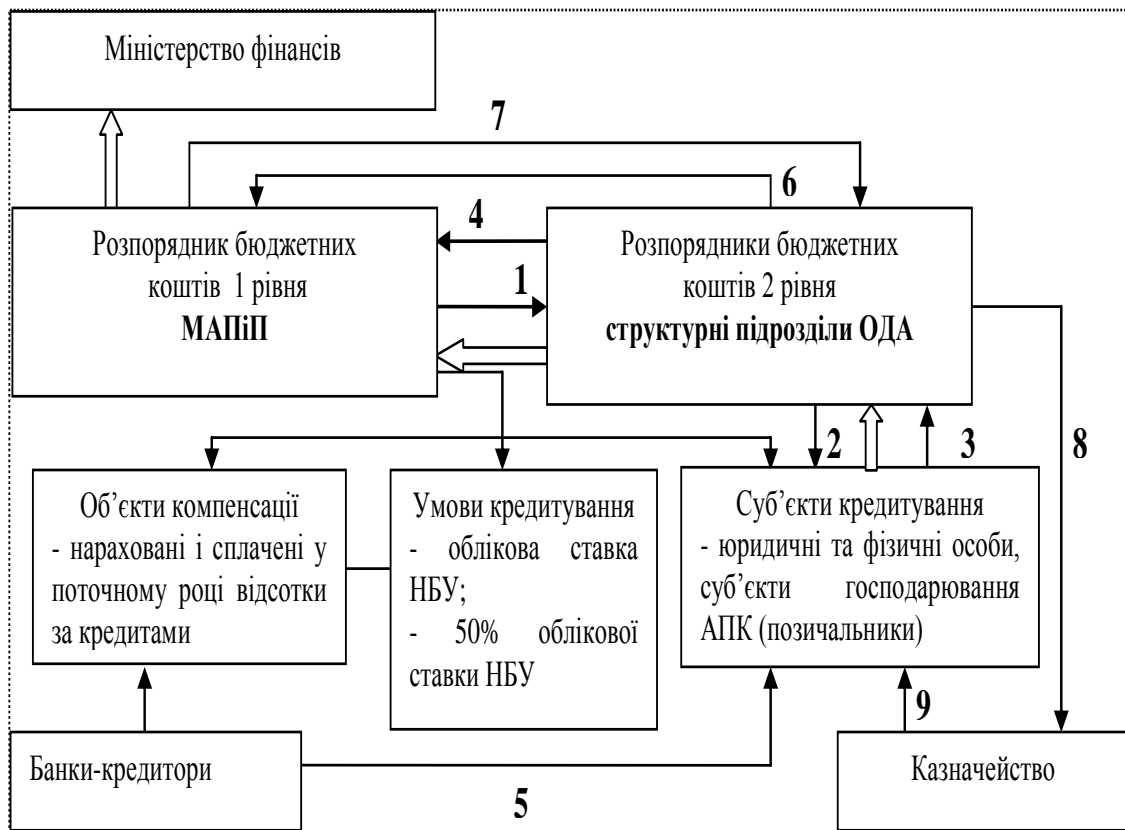 Міністерство фінансів
7
6
Розпорядник бюджетних
коштів 1 рівня
МАПіП
4
1
Розпорядники бюджетних
коштів 2 рівня
структурні підрозділи ОДА
2
3
8
Об’єкти компенсації
- нараховані і сплачені у
поточному році відсотки
за кредитами
Умови кредитування
- облікова ставка
НБУ;
- 50% облікової
ставки НБУ
Суб’єкти кредитування
- юридичні та фізичні особи,
суб’єкти господарювання
АПК (позичальники)
9
Банки-кредитори
5
Казначейство